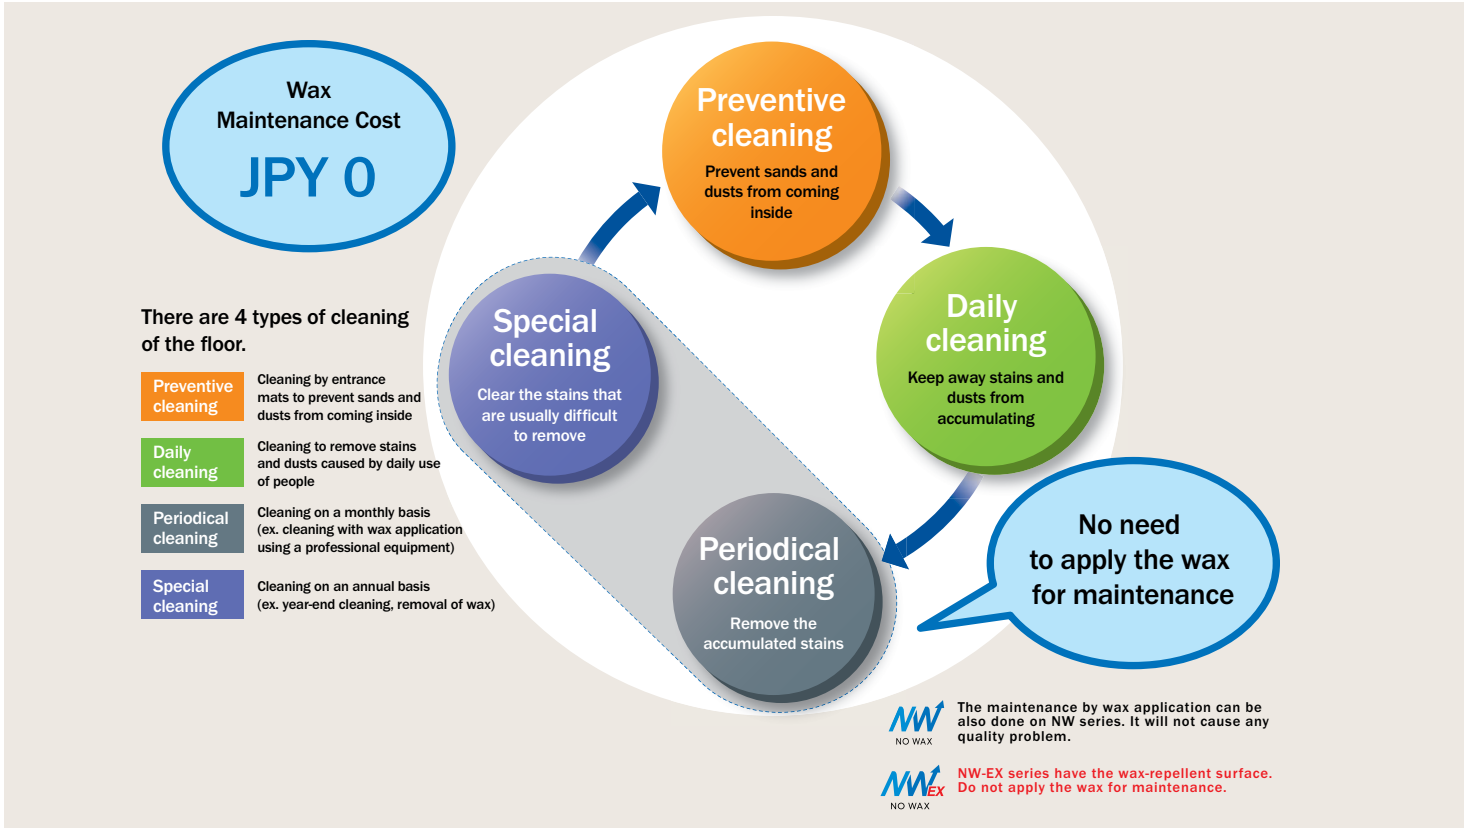 Wax
Maintenance Cost
JPY 0
Preventive
cleaning
Prevent sands and
dusts from coming
inside
Daily
cleaning
Keep away stains and
dusts from
accumulating
Special
cleaning
Clear the stains that
are usually difficult
to remove
Periodical
cleaning
Remove the
accumulated stains
No need
to apply the wax
for maintenance
There are 4 types of cleaning
of the floor.
Preventive
cleaning
Cleaning by entrance
mats to prevent sands and
dusts from coming inside
Daily
cleaning
Cleaning to remove stains
and dusts caused by daily use
of people
Periodical
cleaning
Cleaning on a monthly basis
(ex. cleaning with wax application
using a professional equipment)
Special
cleaning
Cleaning on an annual basis
(ex. year-end cleaning, removal of wax)
NW
NO WAX
The maintenance by wax application can be
also done on NW series. It will not cause any
quality problem.
NWEX
NO WAX
NW-EX series have the wax-repellent surface.
Do not apply the wax for maintenance.